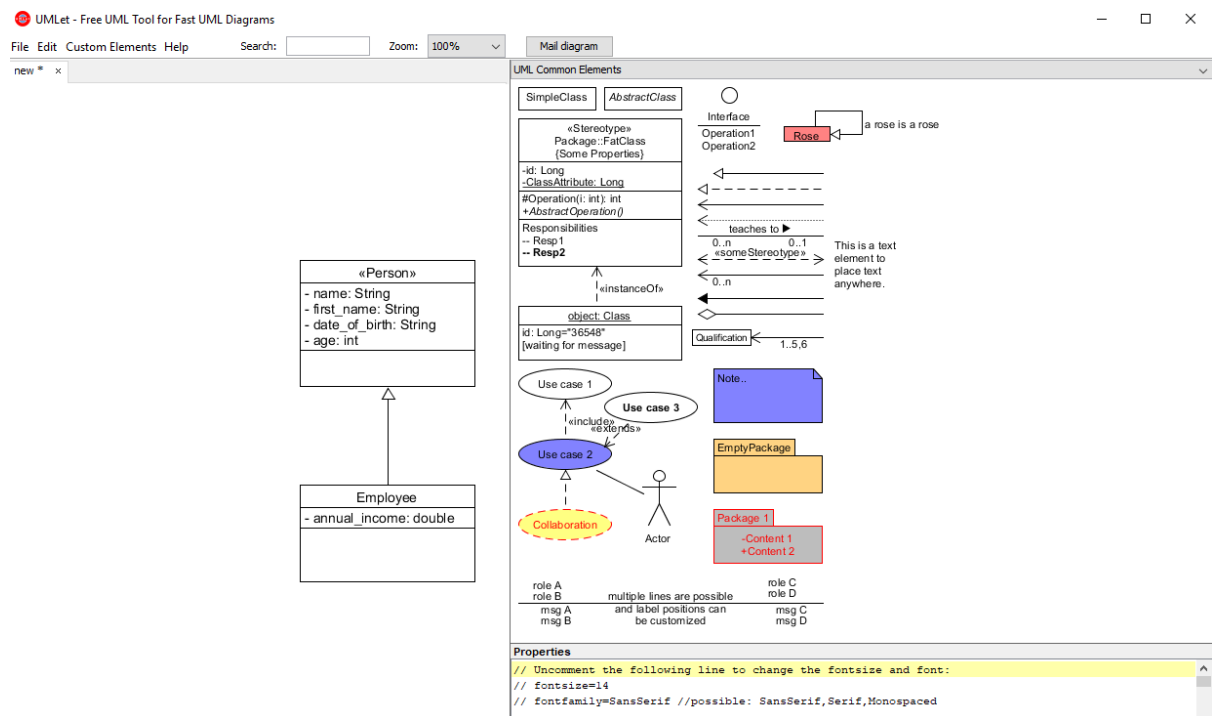 UMLet - Free UML Tool for Fast UML Diagrams
File Edit Custom Elements Help Search: Zoom: 100% Mail diagram
new *
«Person»
- name: String
- first_name: String
- date_of_birth: String
- age: int
Employee
- annual_income: double
UML Common Elements
SimpleClass
AbstractClass
«Stereotype»
Package::FatClass
{Some Properties}
-id: Long
-ClassAttribute: Long
#Operation(i: int): int
+AbstractOperation()
Responsibilities
-- Resp1
-- Resp2
«instanceOf»
object: Class
id: Long="36548"
[waiting for message]
Interface
Operation1
Operation2
Rose
a rose is a rose
teaches to ▶
0..n 0..1
«someStereotype»
0..n
This is a text
element to
place text
anywhere.
Qualification
1..5,6
Use case 1
Use case 3
«include»
«extends»
Use case 2
Collaboration
Actor
Note..
EmptyPackage
Package 1
-Content 1
+Content 2
role A
role B
msg A
msg B
multiple lines are possible
and label positions can
be customized
role C
role D
msg C
msg D
Properties
// Uncomment the following line to change the fontsize and font:
// fontsize=14
// fontfamily=SansSerif //possible: SansSerif,Serif,Monospaced